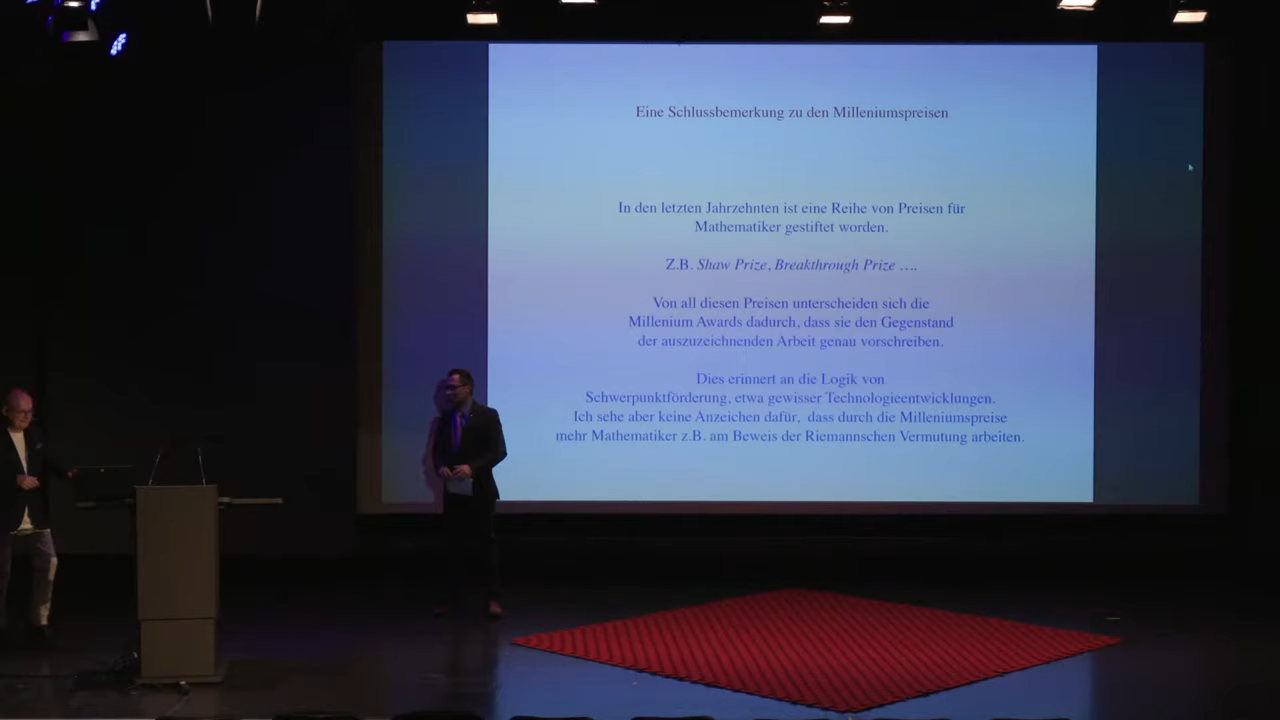 Eine Schlussbemerkung zu den Milleniumspreisen
In den letzten Jahrzehnten ist eine Reihe von Preisen für
Mathematiker gestiftet worden.
Z.B. Shaw Prize, Breakthrough Prize ….
Von all diesen Preisen unterscheiden sich die
Millenium Awards dadurch, dass sie den Gegenstand
der auszuzeichnenden Arbeit genau vorschreiben.
Dies erinnert an die Logik von
Schwerpunktförderung, etwa gewisser Technologieentwicklungen.
Ich sehe aber keine Anzeichen dafür, dass durch die Milleniumspreise
mehr Mathematiker z.B. am Beweis der Riemannschen Vermutung arbeiten.